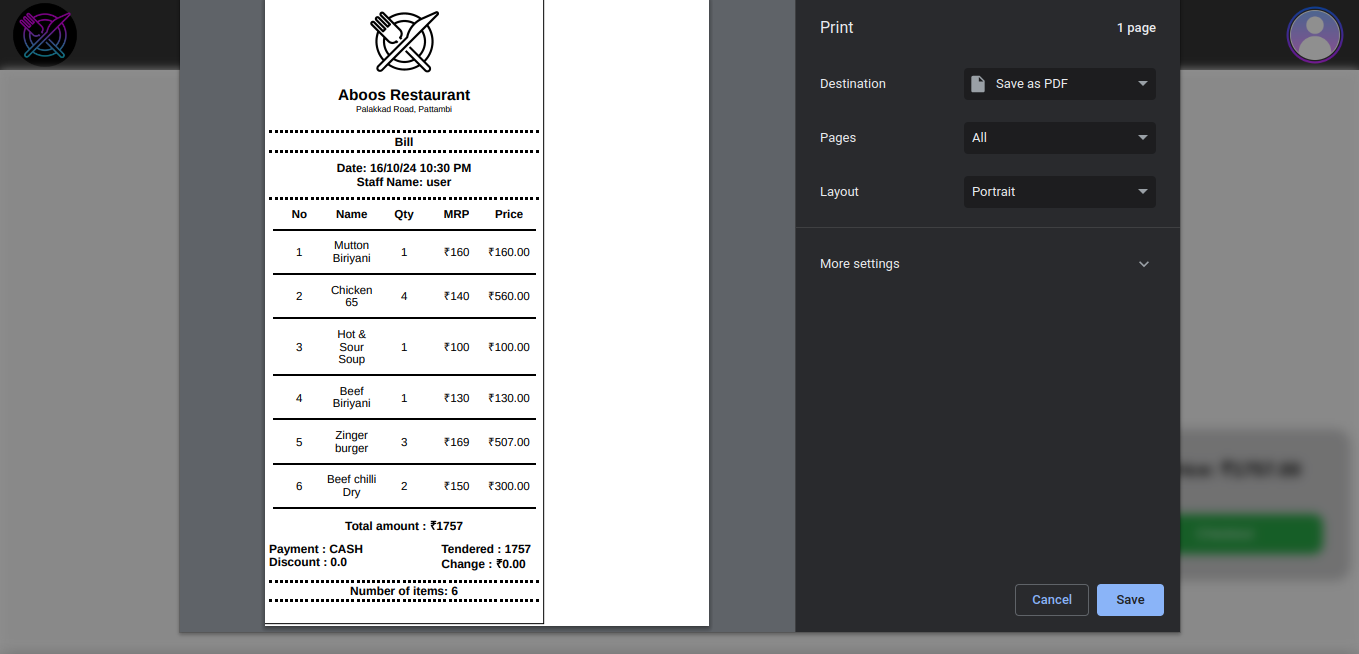 Aboos Restaurant
Palakkad Road, Pattambi
Bill
Date: 16/10/24 10:30 PM
Staff Name: user
No Name Qty MRP Price
1 Mutton Biriyani 1 ₹160 ₹160.00
2 Chicken 65 4 ₹140 ₹560.00
3 Hot & Sour Soup 1 ₹100 ₹100.00
4 Beef Biriyani 1 ₹130 ₹130.00
5 Zinger burger 3 ₹169 ₹507.00
6 Beef chilli Dry 2 ₹150 ₹300.00
Total amount : ₹1757
Payment : CASH Tendered : 1757
Discount : 0.0 Change : ₹0.00
Number of items: 6
Print 1 page
Destination Save as PDF
Pages All
Layout Portrait
More settings
Cancel Save